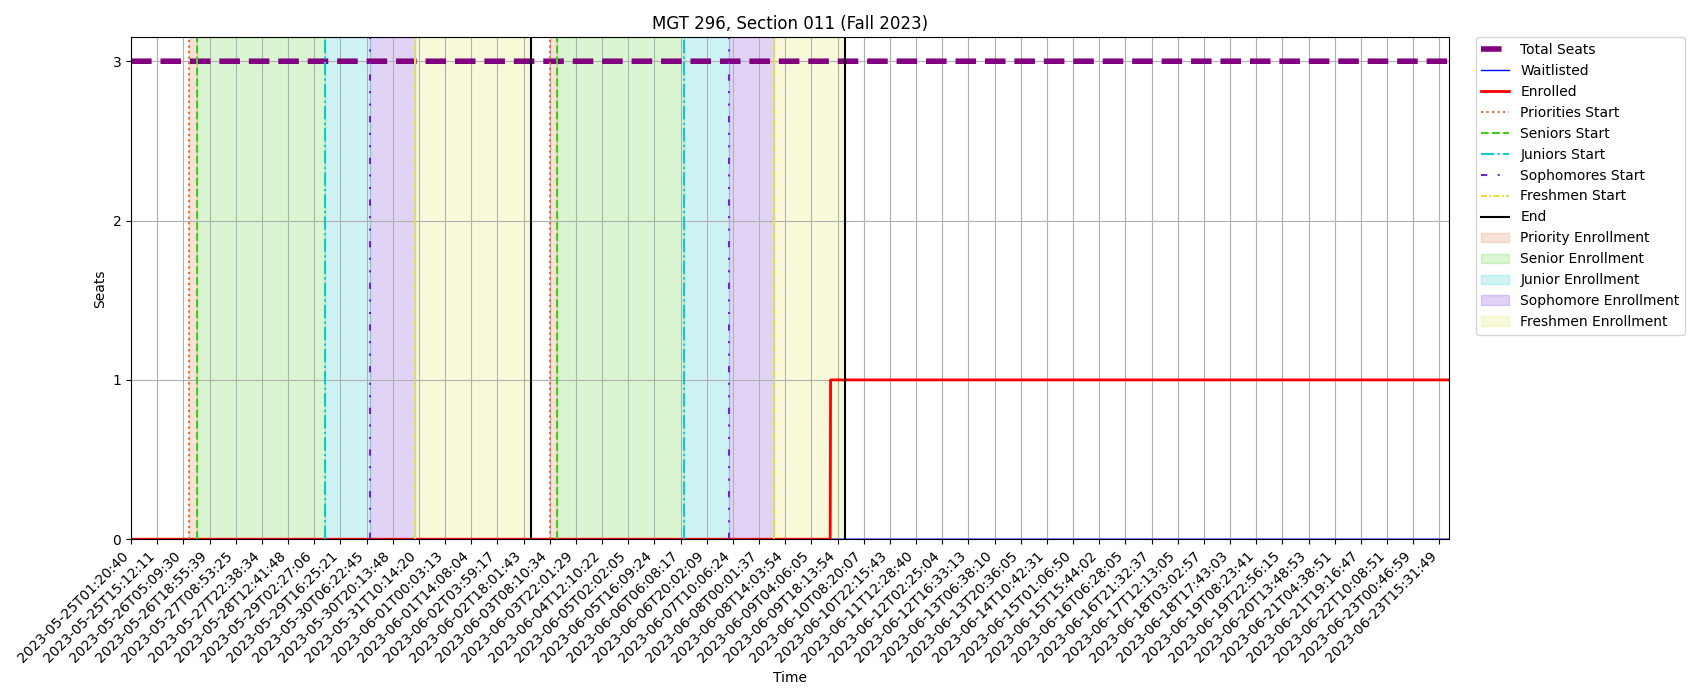 MGT 296, Section 011 (Fall 2023)
Seats
3
2
1
0
2023-05-25T01:20:40
2023-05-25T15:12:11
2023-05-26T05:09:30
2023-05-26T18:55:39
2023-05-27T08:53:25
2023-05-27T22:38:34
2023-05-28T12:41:48
2023-05-29T02:27:06
2023-05-29T16:25:21
2023-05-30T06:22:45
2023-05-30T20:13:48
2023-05-31T10:14:20
2023-06-01T00:03:13
2023-06-01T14:08:04
2023-06-02T03:59:17
2023-06-02T18:01:43
2023-06-03T08:10:34
2023-06-03T22:01:29
2023-06-04T12:10:22
2023-06-05T02:02:05
2023-06-05T16:09:24
2023-06-06T06:08:17
2023-06-06T20:02:09
2023-06-07T10:06:24
2023-06-08T00:01:37
2023-06-08T14:03:54
2023-06-09T04:06:05
2023-06-09T18:13:54
2023-06-10T08:20:07
2023-06-10T22:15:43
2023-06-11T12:28:40
2023-06-12T02:25:04
2023-06-12T16:33:13
2023-06-13T06:38:10
2023-06-13T20:36:05
2023-06-14T10:42:31
2023-06-15T01:06:50
2023-06-15T15:44:02
2023-06-16T06:28:05
2023-06-16T21:32:37
2023-06-17T12:13:05
2023-06-18T03:02:57
2023-06-18T17:43:03
2023-06-19T08:23:41
2023-06-19T22:56:15
2023-06-20T13:48:53
2023-06-21T04:38:51
2023-06-21T19:16:47
2023-06-22T10:08:51
2023-06-23T00:46:59
2023-06-23T15:31:49
Time
Total Seats
Waitlisted
Enrolled
Priorities Start
Seniors Start
Juniors Start
Sophomores Start
Freshmen Start
End
Priority Enrollment
Senior Enrollment
Junior Enrollment
Sophomore Enrollment
Freshmen Enrollment